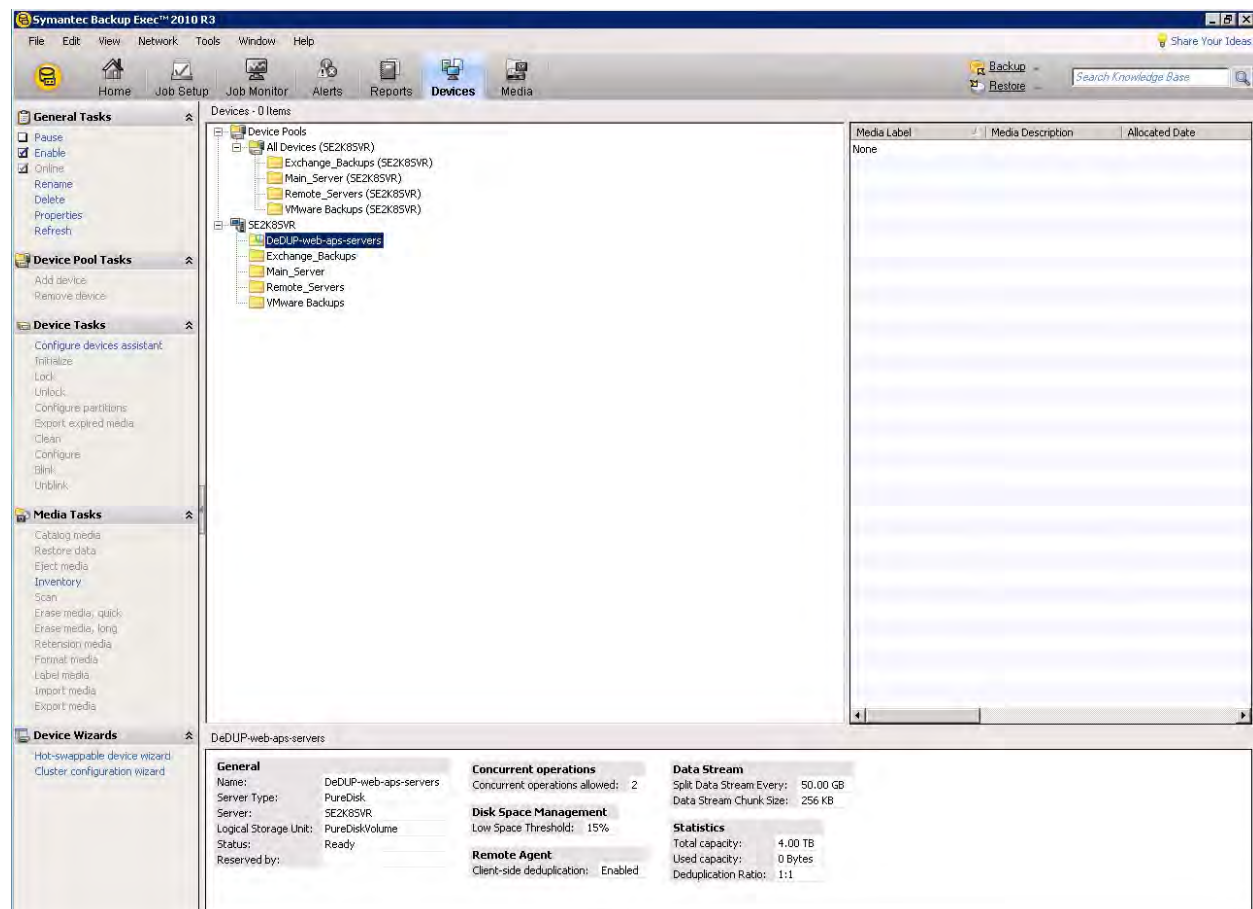 Symantec Backup Exec™ 2010 R3
File Edit View Network Tools Window Help
Share Your Ideas
Home Job Setup Job Monitor Alerts Reports Devices Media
Backup
Restore
Search Knowledge Base
General Tasks
Pause
Enable
Online
Rename
Delete
Properties
Refresh
Device Pool Tasks
Add device
Remove device
Device Tasks
Configure devices assistant
Initialize
Lock
Unlock
Configure partitions
Export expired media
Clean
Configure
Blink
Unblink
Media Tasks
Catalog media
Restore data
Eject media
Inventory
Scan
Erase media, quick
Erase media, long
Retension media
Format media
Label media
Import media
Export media
Device Wizards
Hot-swappable device wizard
Cluster configuration wizard
Devices - 0 Items
Device Pools
All Devices (SE2K8SVR)
Exchange_Backups (SE2K8SVR)
Main_Server (SE2K8SVR)
Remote_Servers (SE2K8SVR)
VMware Backups (SE2K8SVR)
SE2K8SVR
DeDUP-web-aps-servers
Exchange_Backups
Main_Server
Remote_Servers
VMware Backups
Media Label Media Description Allocated Date
None
DeDUP-web-aps-servers
General
Name: DeDUP-web-aps-servers
Server Type: PureDisk
Server: SE2K8SVR
Logical Storage Unit: PureDiskVolume
Status: Ready
Reserved by:
Concurrent operations
Concurrent operations allowed: 2
Disk Space Management
Low Space Threshold: 15%
Remote Agent
Client-side deduplication: Enabled
Data Stream
Split Data Stream Every: 50.00 GB
Data Stream Chunk Size: 256 KB
Statistics
Total capacity: 4.00 TB
Used capacity: 0 Bytes
Deduplication Ratio: 1:1